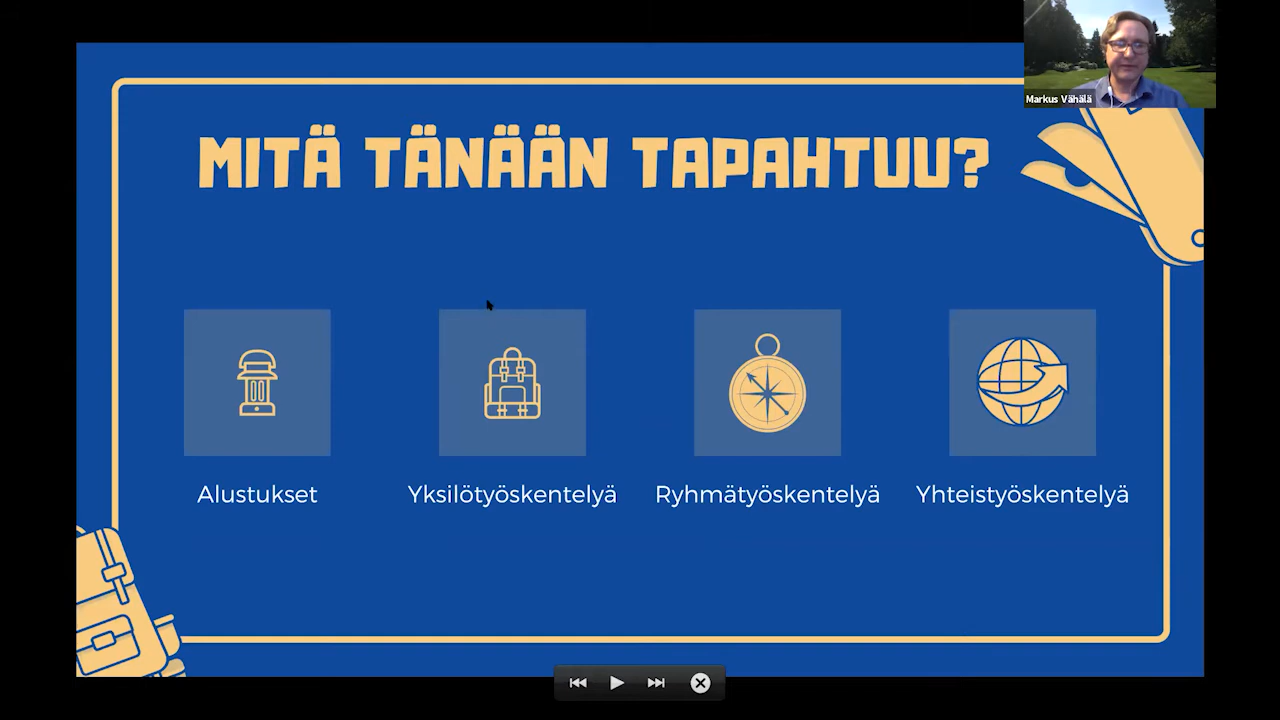 Markus Vähälä
MITÄ TÄNÄÄN TAPAHTUU?
Alustukset
Yksilötyöskentelyä
Ryhmätyöskentelyä
Yhteistyöskentelyä